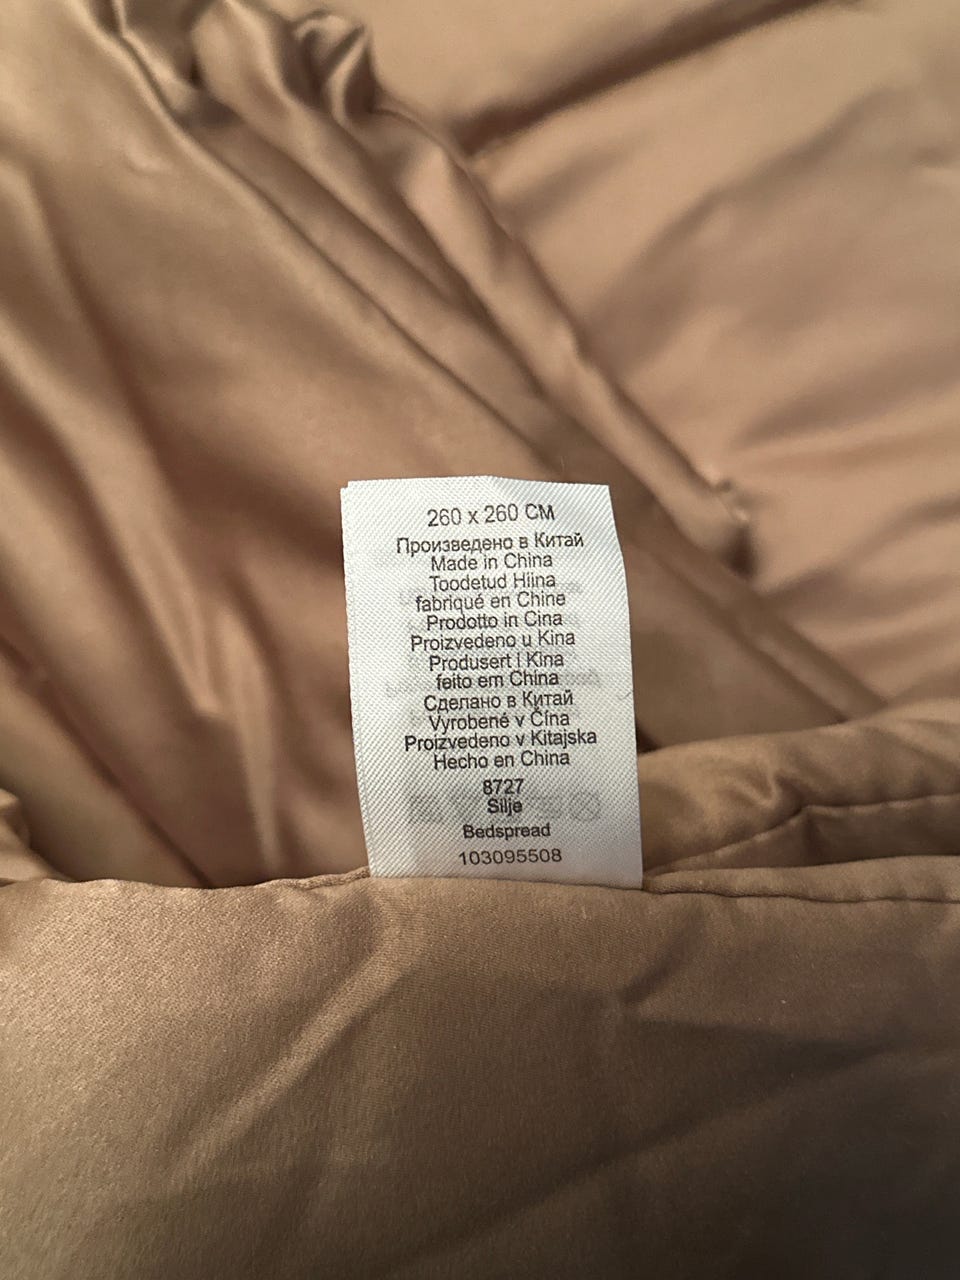 260 x 260 CM
Произведено в Китай
Made in China
Toodetud Hiina
fabriqué en Chine
Prodotto in Cina
Proizvedeno u Kina
Produsert i Kina
feito em China
Сделано в Китай
Vyrobené v Čína
Proizvedeno v Kitajska
Hecho en China
8727
Silje
Bedspread
103095508